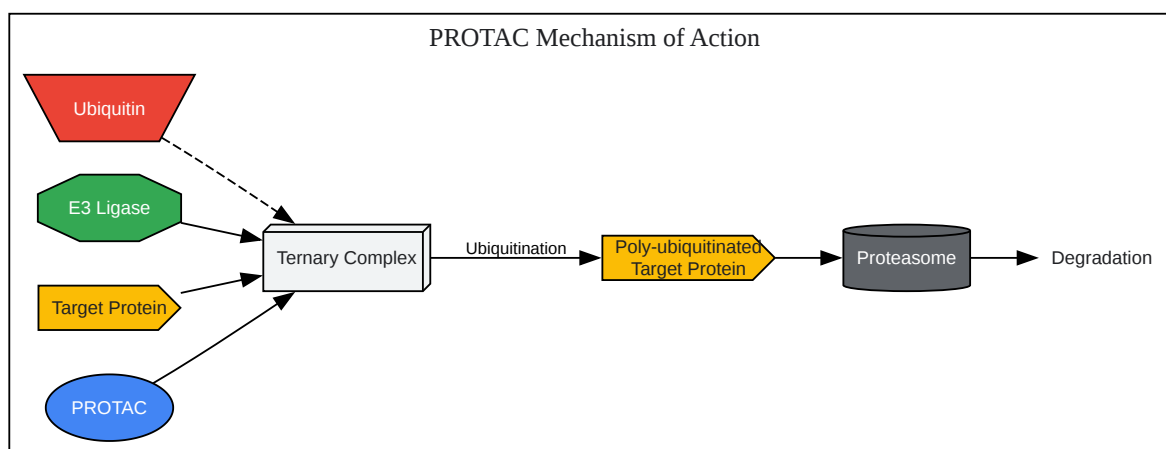 PROTAC Mechanism of Action
Ubiquitin
E3 Ligase
Target Protein
PROTAC
Ternary Complex
Ubiquitination
Poly-ubiquitinated
Target Protein
Proteasome
Degradation